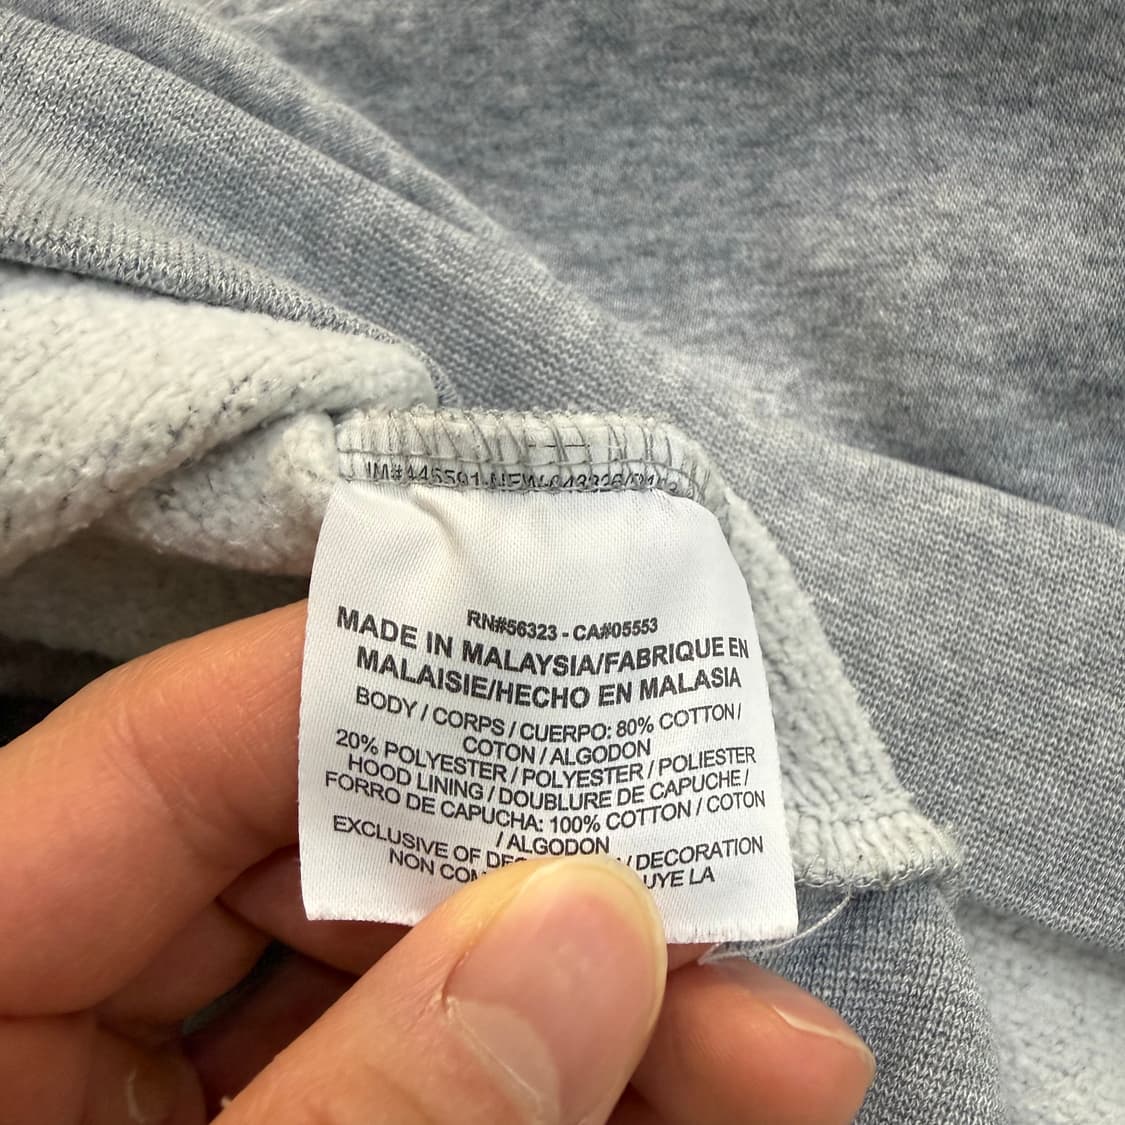 RN#56323 - CA#05553
MADE IN MALAYSIA/FABRIQUE EN
MALAISIE/HECHO EN MALASIA
BODY / CORPS / CUERPO: 80% COTTON /
COTON / ALGODON
20% POLYESTER / POLYESTER / POLIESTER
HOOD LINING / DOUBLURE DE CAPUCHE /
FORRO DE CAPUCHA: 100% COTTON / COTON
/ ALGODON
EXCLUSIVE OF / DECORATION
NON LA